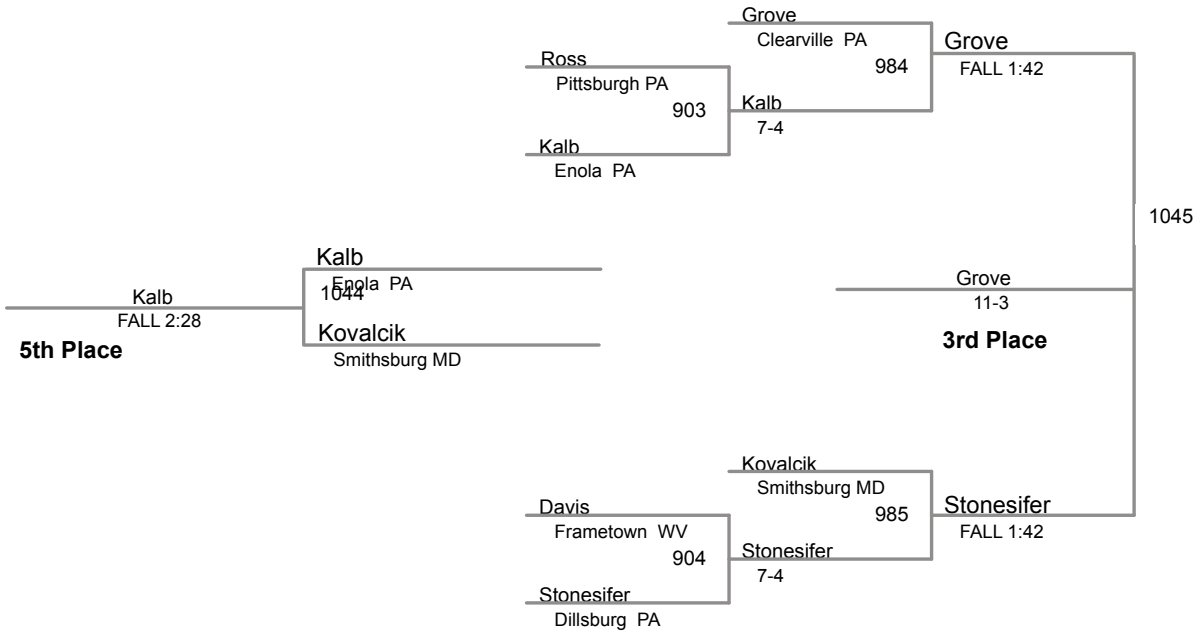 Grove
Clearville PA
984
Grove
FALL 1:42
Ross
Pittsburgh PA
903
Kalb
7-4
Kalb
Enola PA
1045
Kalb
Enola PA
1044
Kalb
FALL 2:28
5th Place
Kovalcik
Smithsburg MD
Grove
11-3
3rd Place
Kovalcik
Smithsburg MD
985
Stonesifer
FALL 1:42
Davis
Frametown WV
904
Stonesifer
7-4
Stonesifer
Dillsburg PA